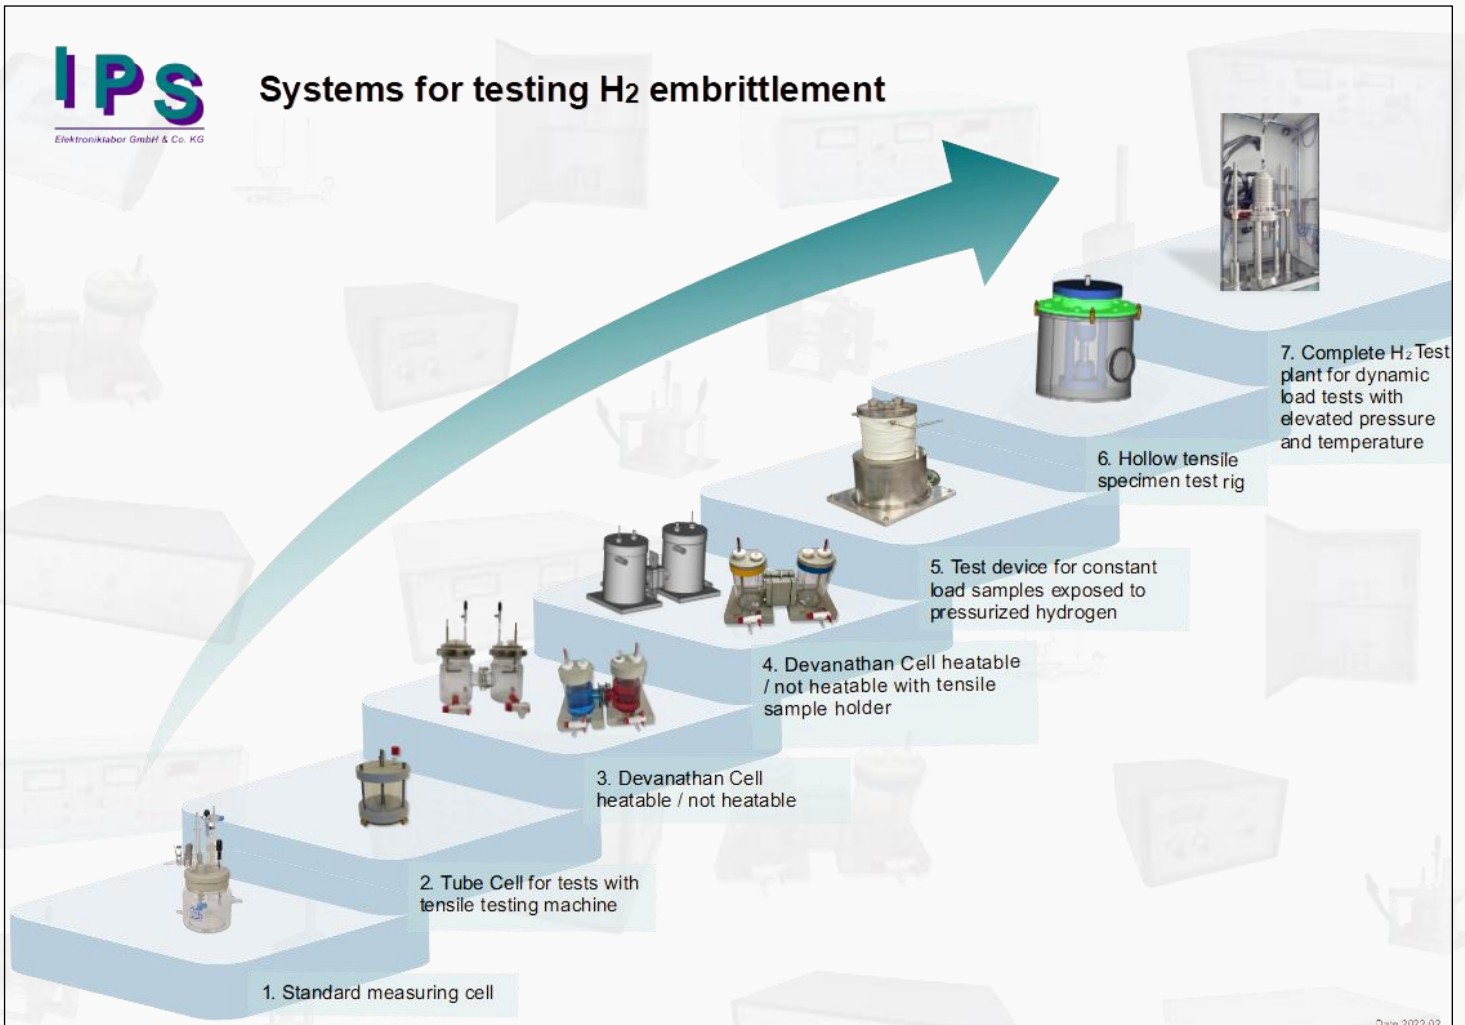 IPS
Elektroniklabor GmbH & Co. KG
Systems for testing H2 embrittlement
7. Complete H2 Test
plant for dynamic
load tests with
elevated pressure
and temperature
6. Hollow tensile
specimen test rig
5. Test device for constant
load samples exposed to
pressurized hydrogen
4. Devanathan Cell heatable
/ not heatable with tensile
sample holder
3. Devanathan Cell
heatable / not heatable
2. Tube Cell for tests with
tensile testing machine
1. Standard measuring cell
2022-02